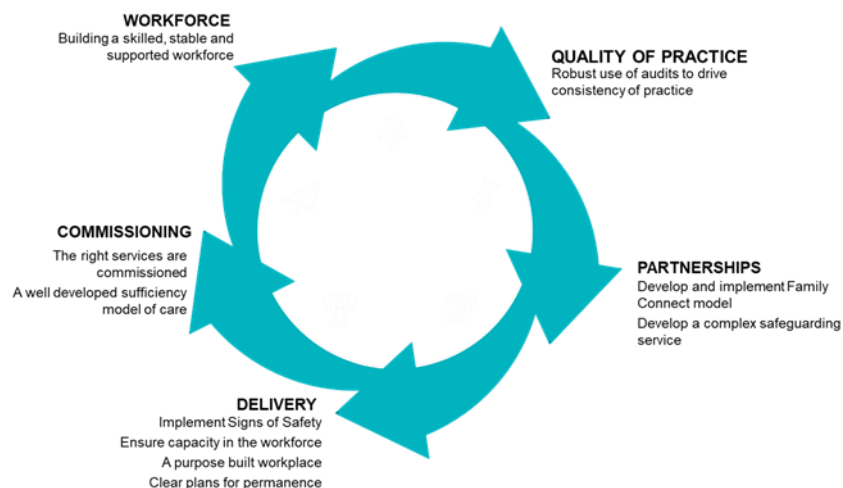 WORKFORCE
Building a skilled, stable and
supported workforce
QUALITY OF PRACTICE
Robust use of audits to drive
consistency of practice
COMMISSIONING
The right services are
commissioned
A well developed sufficiency
model of care
PARTNERSHIPS
Develop and implement Family
Connect model
Develop a complex safeguarding
service
DELIVERY
Implement Signs of Safety
Ensure capacity in the workforce
A purpose built workplace
Clear plans for permanence